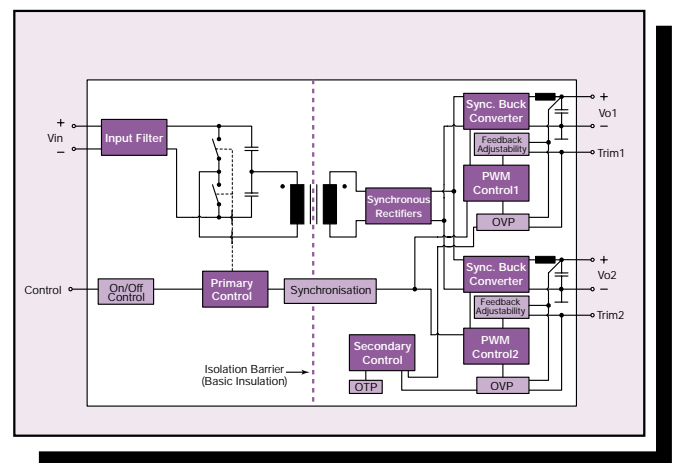 +
Vin
−
Input Filter
Control
On/Off
Control
Primary
Control
Synchronisation
Synchronous
Rectifiers
Isolation Barrier
(Basic Insulation)
Secondary
Control
OTP
Sync. Buck
Converter
Feedback
Adjustability
PWM
Control1
OVP
+
Vo1
−
Trim1
Sync. Buck
Converter
Feedback
Adjustability
PWM
Control2
OVP
+
Vo2
−
Trim2